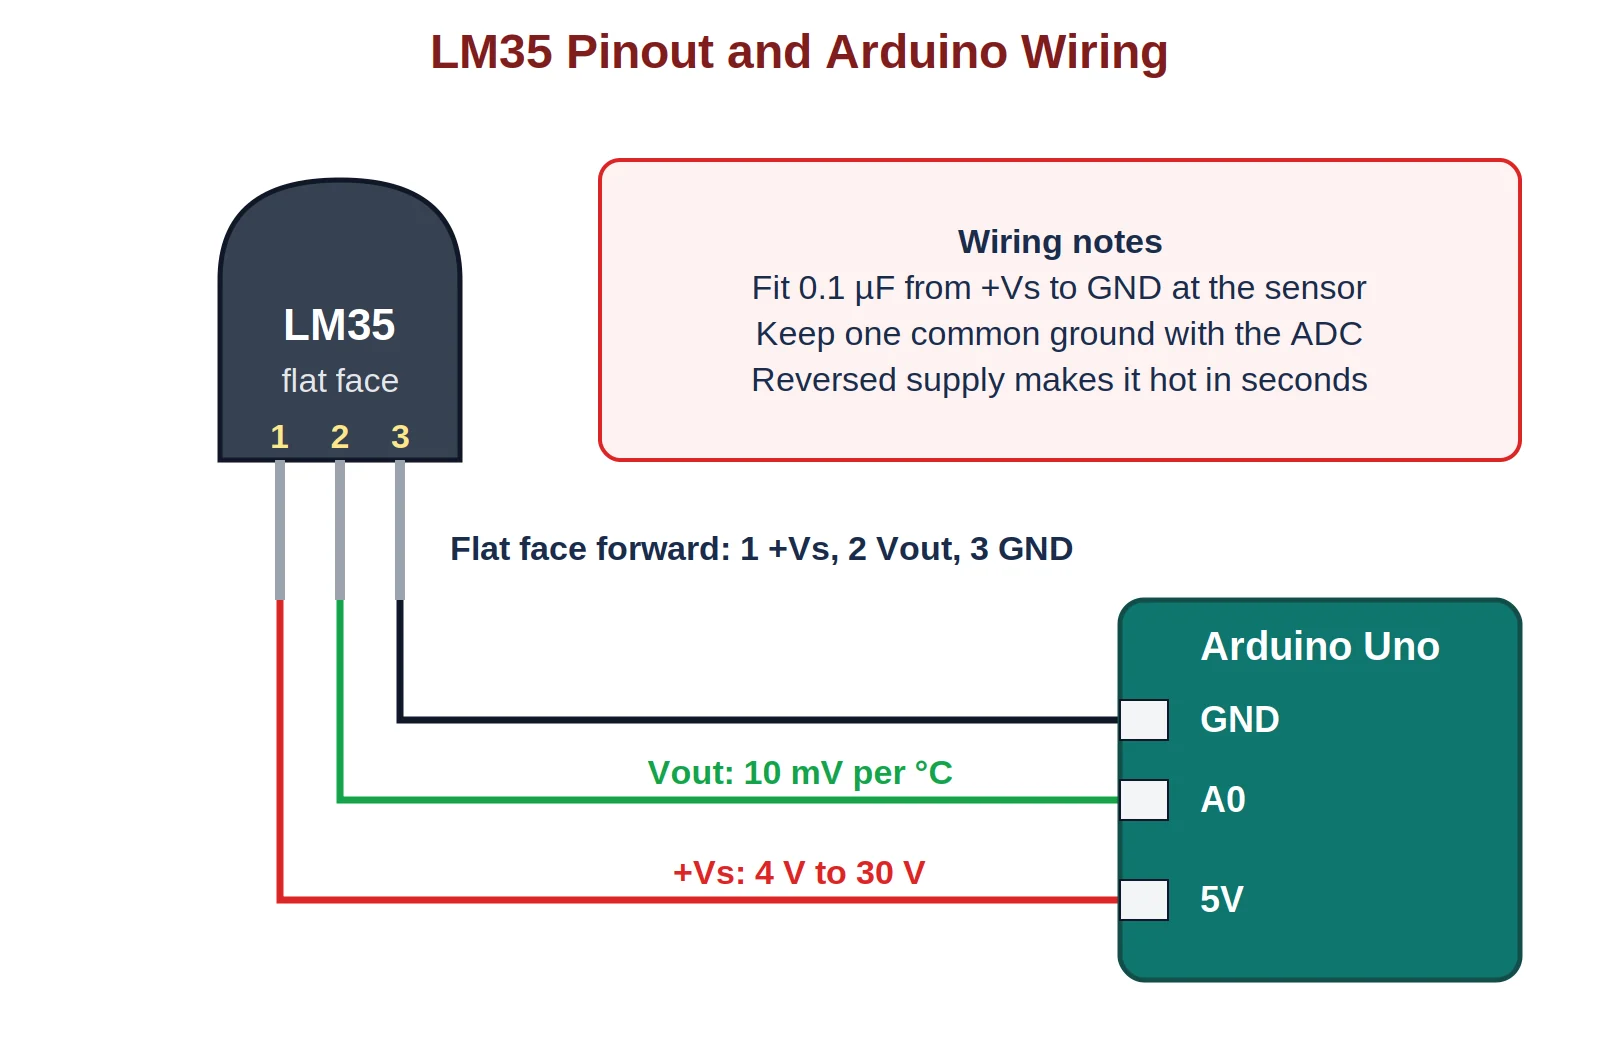 LM35 Pinout and Arduino Wiring
LM35
flat face
1 2 3
Wiring notes
Fit 0.1 µF from +Vs to GND at the sensor
Keep one common ground with the ADC
Reversed supply makes it hot in seconds
Flat face forward: 1 +Vs, 2 Vout, 3 GND
Arduino Uno
GND
Vout: 10 mV per °C
A0
+Vs: 4 V to 30 V
5V